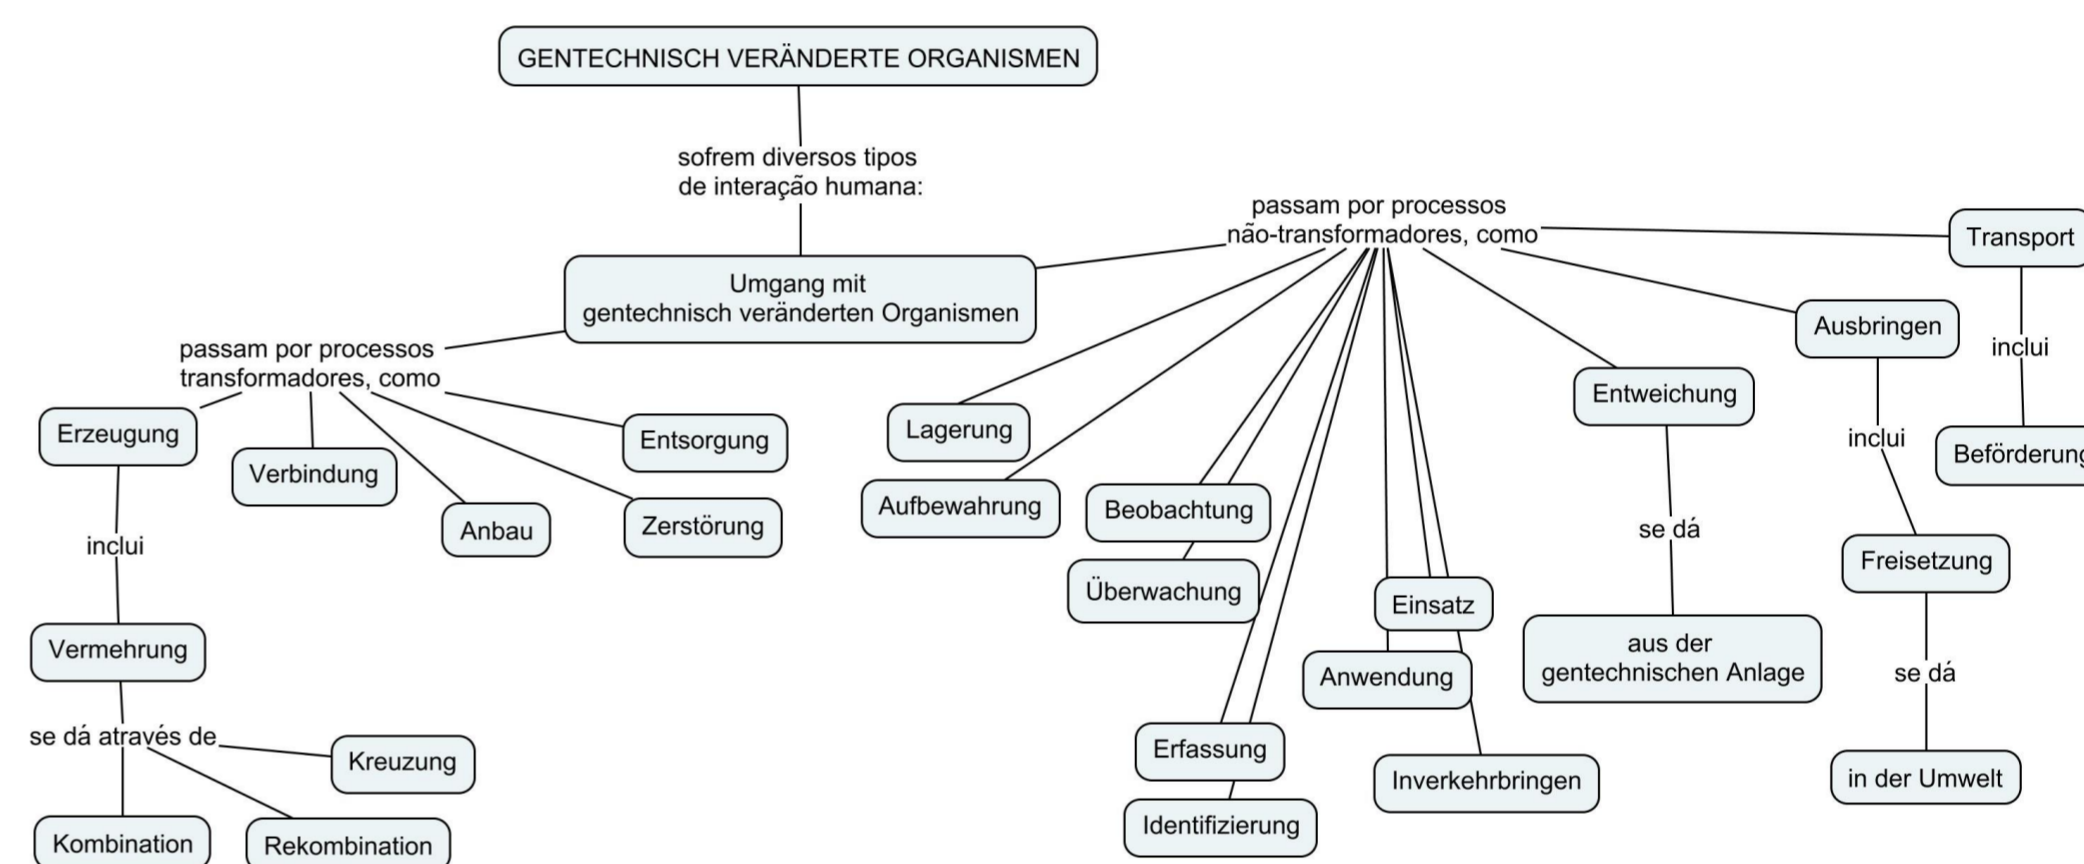 GENTECHNISCH VERÄNDERTE ORGANISMEN
sofrem diversos tipos
de interação humana:
Umgang mit
gentechnisch veränderten Organismen
passam por processos
transformadores, como
Erzeugung
Verbindung
Anbau
Zerstörung
Entsorgung
inclui
Vermehrung
se dá através de
Kreuzung
Kombination
Rekombination
passam por processos
não-transformadores, como
Lagerung
Aufbewahrung
Beobachtung
Überwachung
Erfassung
Identifizierung
Einsatz
Anwendung
Inverkehrbringen
Entweichung
se dá
aus der
gentechnischen Anlage
Ausbringen
inclui
Freisetzung
se dá
in der Umwelt
Transport
inclui
Beförderung